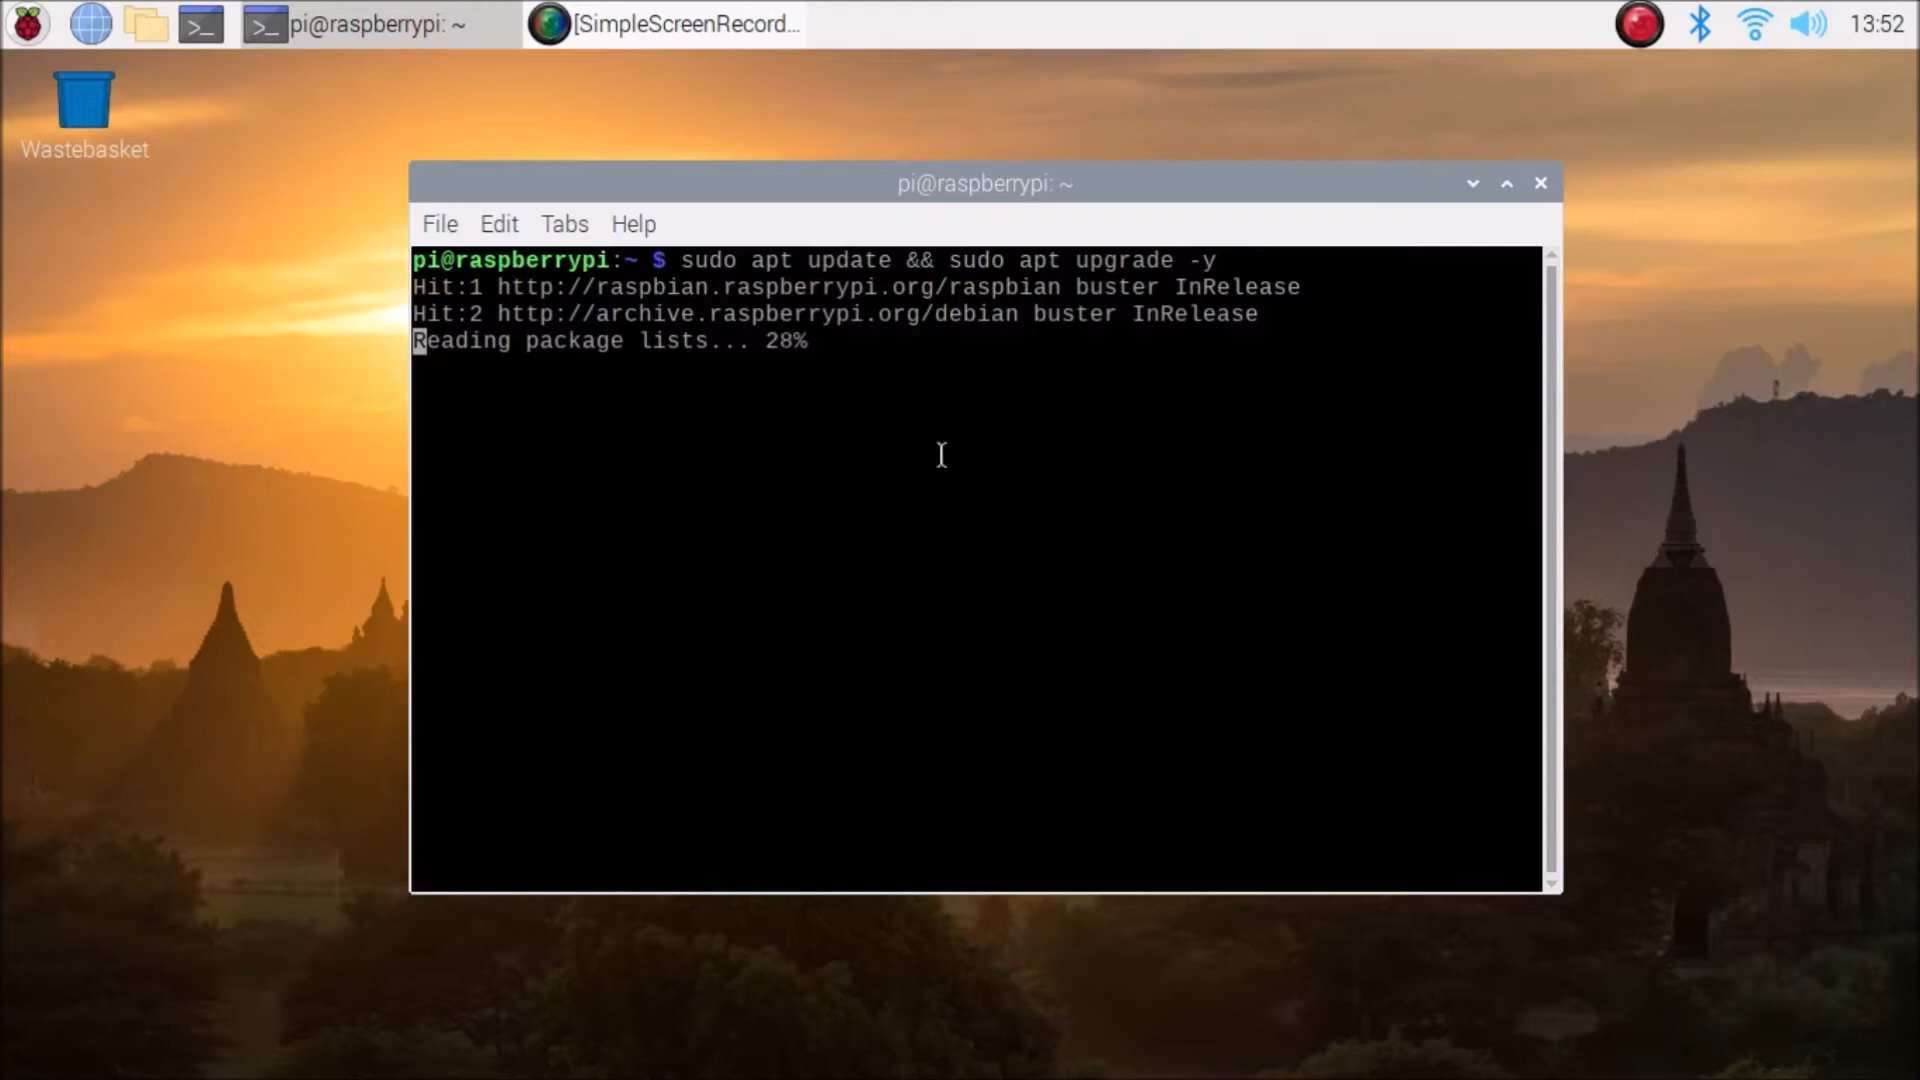 pi@raspberrypi: ~
[SimpleScreenRecord...
13:52
Wastebasket
pi@raspberrypi: ~
File Edit Tabs Help
pi@raspberrypi:~ $ sudo apt update && sudo apt upgrade -y
Hit:1 http://raspbian.raspberrypi.org/raspbian buster InRelease
Hit:2 http://archive.raspberrypi.org/debian buster InRelease
Reading package lists... 28%